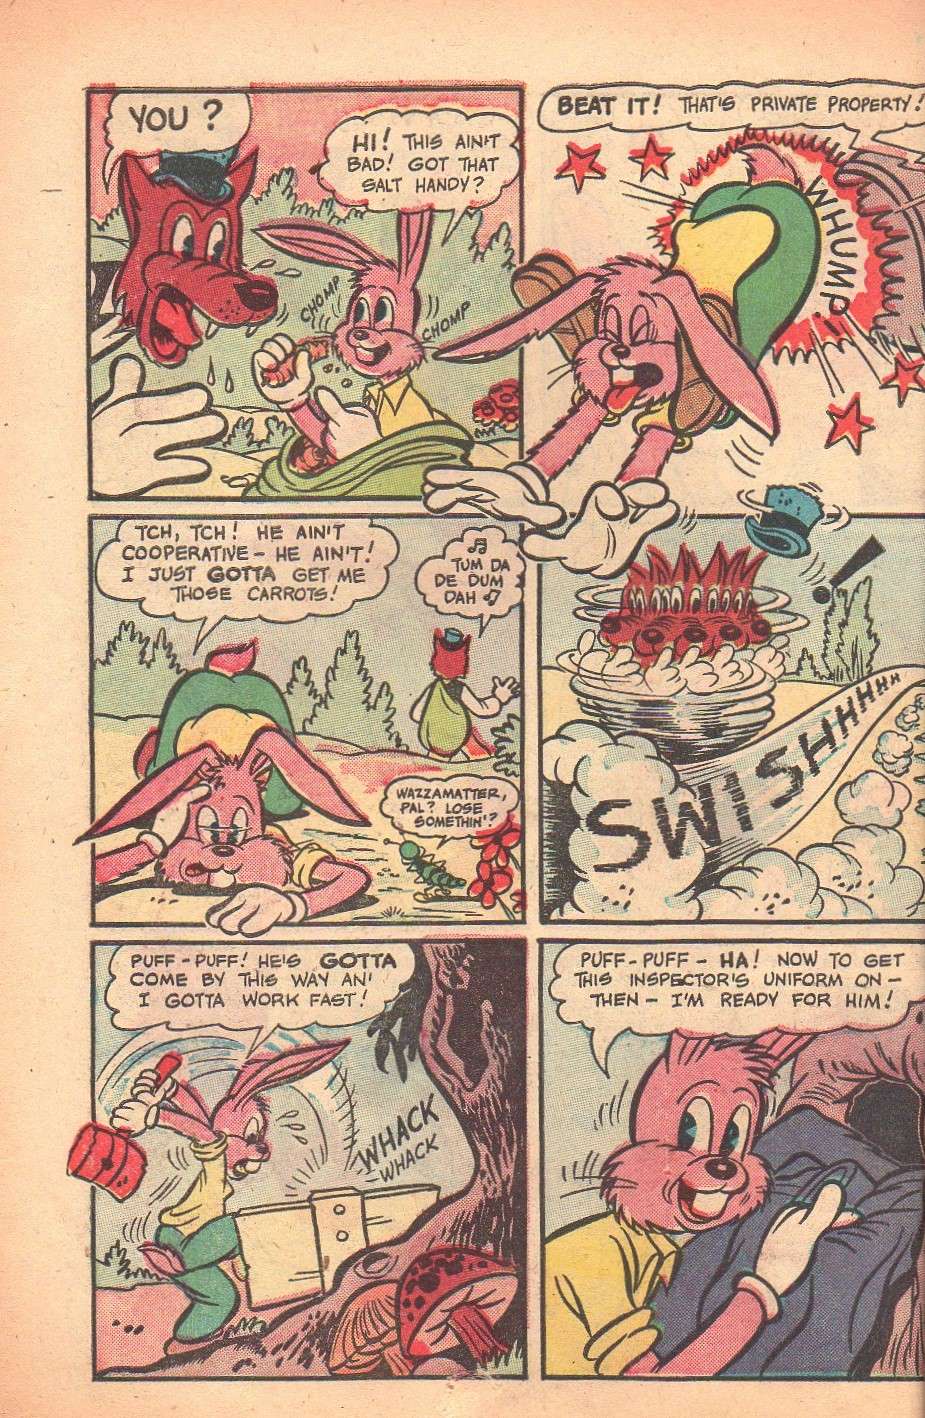 YOU?
HI! THIS AIN'T
BAD! GOT THAT
SALT HANDY?
CHOMP
CHOMP
BEAT IT! THAT'S PRIVATE PROPERTY!
WHUMP!
TCH, TCH! HE AIN'T
COOPERATIVE - HE AIN'T!
I JUST GOTTA GET ME
THOSE CARROTS!
TUM DA
DE DUM
DAH
WAZZAMATTER,
PAL? LOSE
SOMETHIN'?
!
SWISHHHHHH
PUFF-PUFF! HE'S GOTTA
COME BY THIS WAY AN'
I GOTTA WORK FAST!
WHACK
WHACK
PUFF-PUFF- HA! NOW TO GET
THIS INSPECTOR'S UNIFORM ON-
THEN- I'M READY FOR HIM!